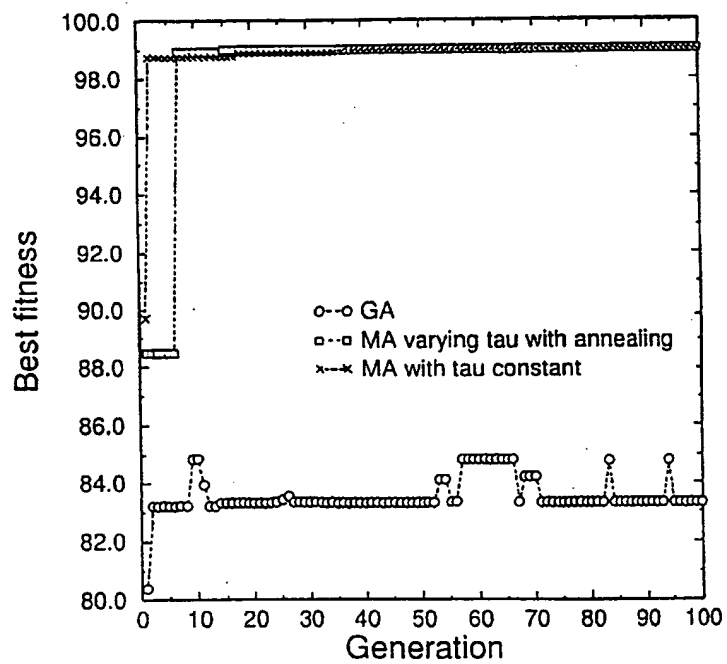 100.0
98.0
96.0
94.0
92.0
90.0
88.0
86.0
84.0
82.0
80.0
Best fitness
GA
MA varying tau with annealing
MA with tau constant
0 10 20 30 40 50 60 70 80 90 100
Generation